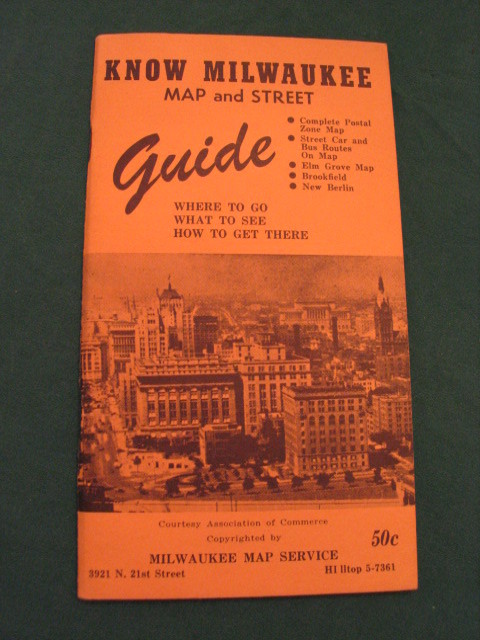 KNOW MILWAUKEE
MAP and STREET
Guide
Complete Postal
Zone Map
Street Car and
Bus Routes
On Map
Elm Grove Map
Brookfield
New Berlin
WHERE TO GO
WHAT TO SEE
HOW TO GET THERE
Courtesy Association of Commerce
Copyrighted by
50c
MILWAUKEE MAP SERVICE
3921 N. 21st Street
HI lltop 5-7361